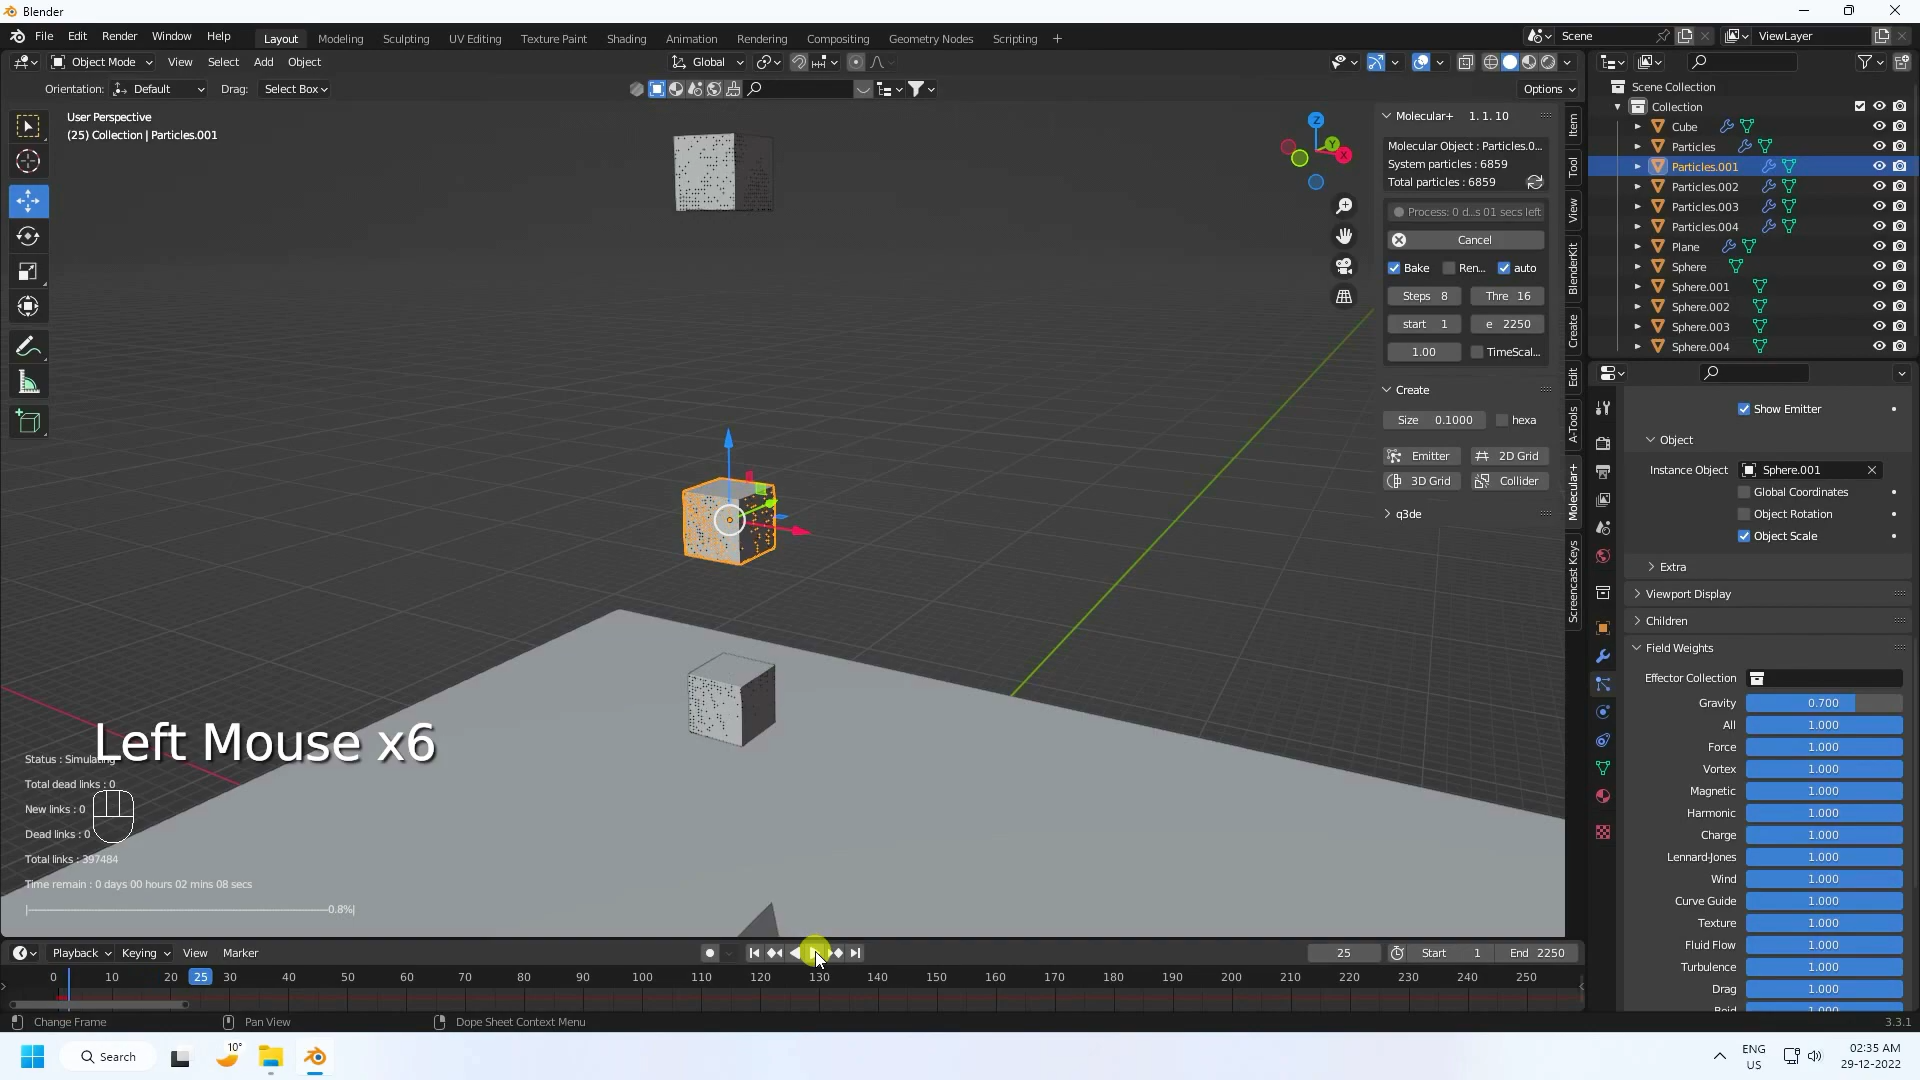 Blender
File Edit Render Window Help
Layout Modeling Sculpting UV Editing Texture Paint Shading Animation Rendering Compositing Geometry Nodes Scripting +
Scene
ViewLayer
Object Mode View Select Add Object
Global
Orientation: Default Drag: Select Box
Options
User Perspective
(25) Collection | Particles.001
Z
Y
X
Molecular+ 1. 1. 10
Molecular Object : Particles.0...
System particles : 6859
Total particles : 6859
Process: 0 d...s 01 secs left
Cancel
Bake Ren... auto
Steps 8 Thre 16
start 1 e 2250
1.00 TimeScal...
Create
Size 0.1000 hexa
Emitter 2D Grid
3D Grid Collider
q3de
Item
Tool
View
BlenderKit
Create
Edit
A-Tools
Molecular+
Screencast Keys
Scene Collection
Collection
Cube
Particles
Particles.001
Particles.002
Particles.003
Particles.004
Plane
Sphere
Sphere.001
Sphere.002
Sphere.003
Sphere.004
Show Emitter
Object
Instance Object Sphere.001
Global Coordinates
Object Rotation
Object Scale
Extra
Viewport Display
Children
Field Weights
Effector Collection
Gravity 0.700
All 1.000
Force 1.000
Vortex 1.000
Magnetic 1.000
Harmonic 1.000
Charge 1.000
Lennard-Jones 1.000
Wind 1.000
Curve Guide 1.000
Texture 1.000
Fluid Flow 1.000
Turbulence 1.000
Drag 1.000
Boid 1.000
Left Mouse x6
Status : Simulating
Total dead links : 0
New links : 0
Dead links : 0
Total links : 397484
Time remain : 0 days 00 hours 02 mins 08 secs
0.8%|
Playback Keying View Marker
25 Start 1 End 2250
0 10 20 25 30 40 50 60 70 80 90 100 110 120 130 140 150 160 170 180 190 200 210 220 230 240 250
Change Frame Pan View Dope Sheet Context Menu
3.3.1
10°
Search
ENG
US
02:35 AM
29-12-2022